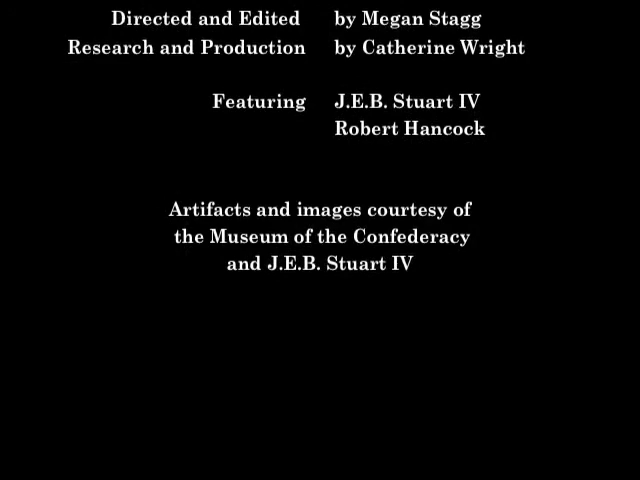 Directed and Edited by Megan Stagg
Research and Production by Catherine Wright
Featuring J.E.B. Stuart IV
Robert Hancock
Artifacts and images courtesy of
the Museum of the Confederacy
and J.E.B. Stuart IV